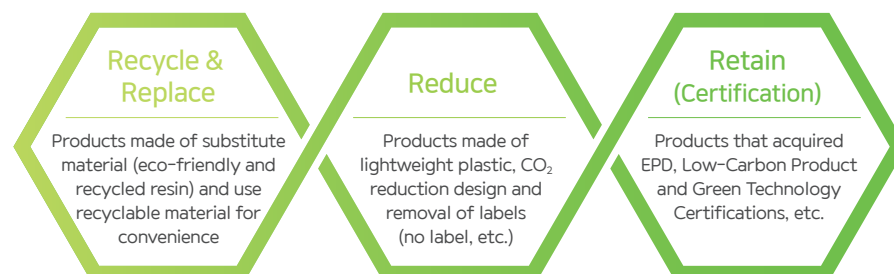 Recycle &
Replace
Products made of substitute
material (eco-friendly and
recycled resin) and use
recyclable material for
convenience
Reduce
Products made of
lightweight plastic, CO₂
reduction design and
removal of labels
(no label, etc.)
Retain
(Certification)
Products that acquired
EPD, Low-Carbon Product
and Green Technology
Certifications, etc.